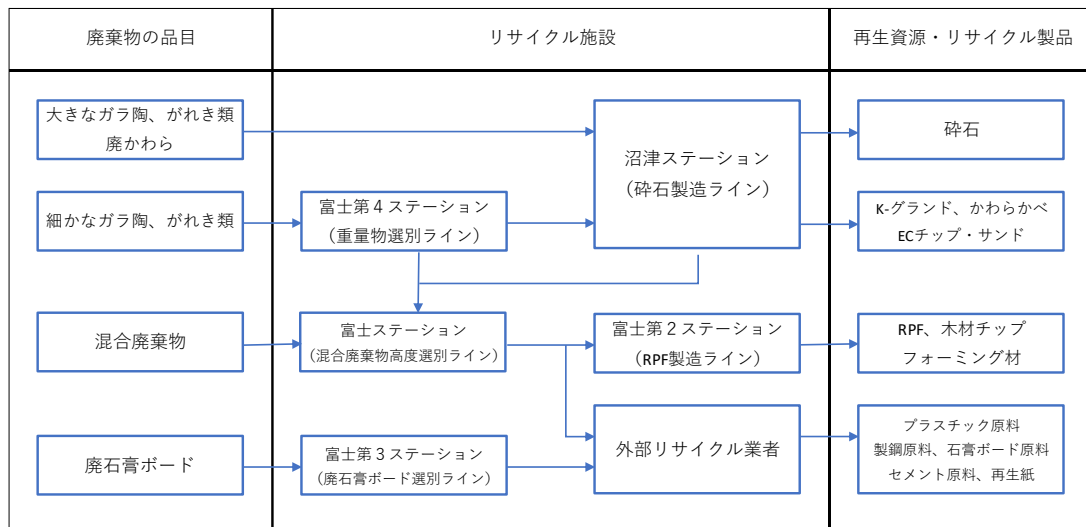 廃棄物の品目
リサイクル施設
再生資源・リサイクル製品
大きなガラ陶、がれき類
廃かわら
沼津ステーション
（砕石製造ライン）
砕石
細かなガラ陶、がれき類
富士第４ステーション
（重量物選別ライン）
K-グランド、かわらかべ
ECチップ・サンド
混合廃棄物
富士ステーション
（混合廃棄物高度選別ライン）
富士第２ステーション
（RPF製造ライン）
RPF、木材チップ
フォーミング材
廃石膏ボード
富士第３ステーション
（廃石膏ボード選別ライン）
外部リサイクル業者
プラスチック原料
製鋼原料、石膏ボード原料
セメント原料、再生紙